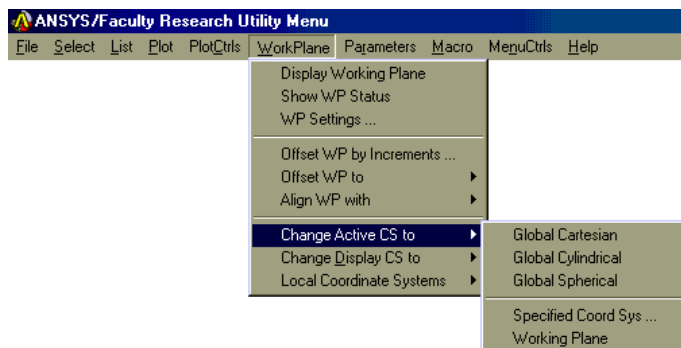 ANSYS/Faculty Research Utility Menu
File Select List Plot PlotCtrls WorkPlane Parameters Macro MenuCtrls Help
Display Working Plane
Show WP Status
WP Settings ...
Offset WP by Increments ...
Offset WP to
Align WP with
Change Active CS to
Change Display CS to
Local Coordinate Systems
Global Cartesian
Global Cylindrical
Global Spherical
Specified Coord Sys ...
Working Plane